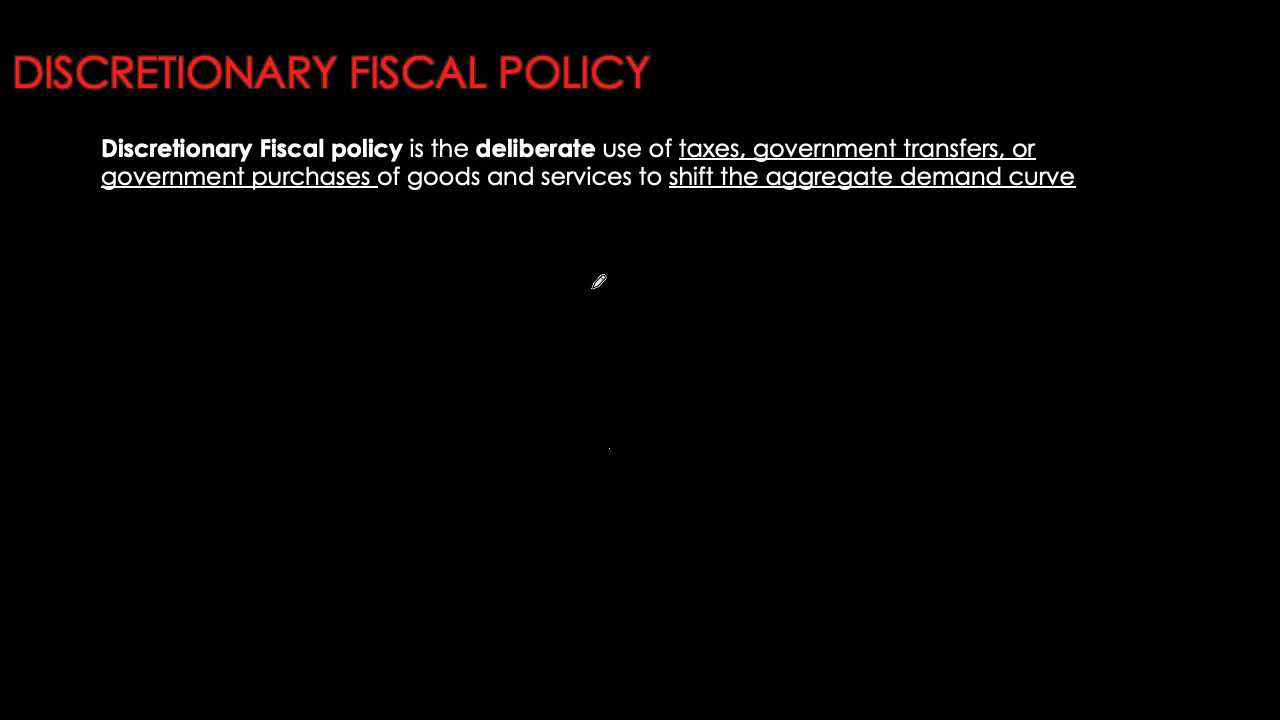 DISCRETIONARY FISCAL POLICY
Discretionary Fiscal policy is the deliberate use of taxes, government transfers, or
government purchases of goods and services to shift the aggregate demand curve